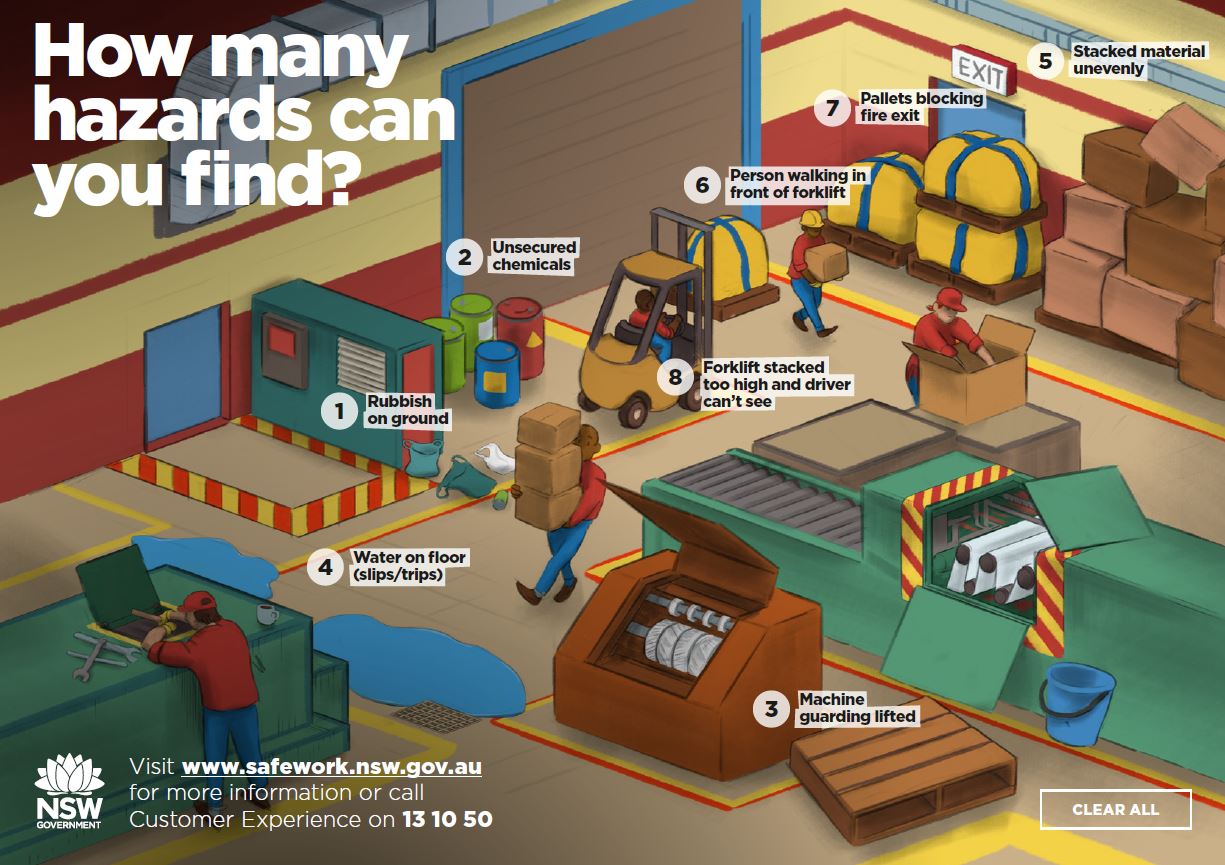 How many
hazards can
you find?
EXIT
5
Stacked material
unevenly
7
Pallets blocking
fire exit
6
Person walking in
front of forklift
2
Unsecured
chemicals
8
Forklift stacked
too high and driver
can't see
1
Rubbish
on ground
4
Water on floor
(slips/trips)
3
Machine
guarding lifted
NSW
GOVERNMENT
Visit www.safework.nsw.gov.au
for more information or call
Customer Experience on 13 10 50
CLEAR ALL